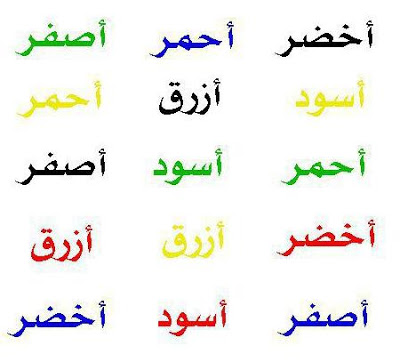 أخضر أحمر أصفر
أسود أزرق أحمر
أحمر أسود أصفر
أخضر أزرق أزرق
أصفر أسود أخضر